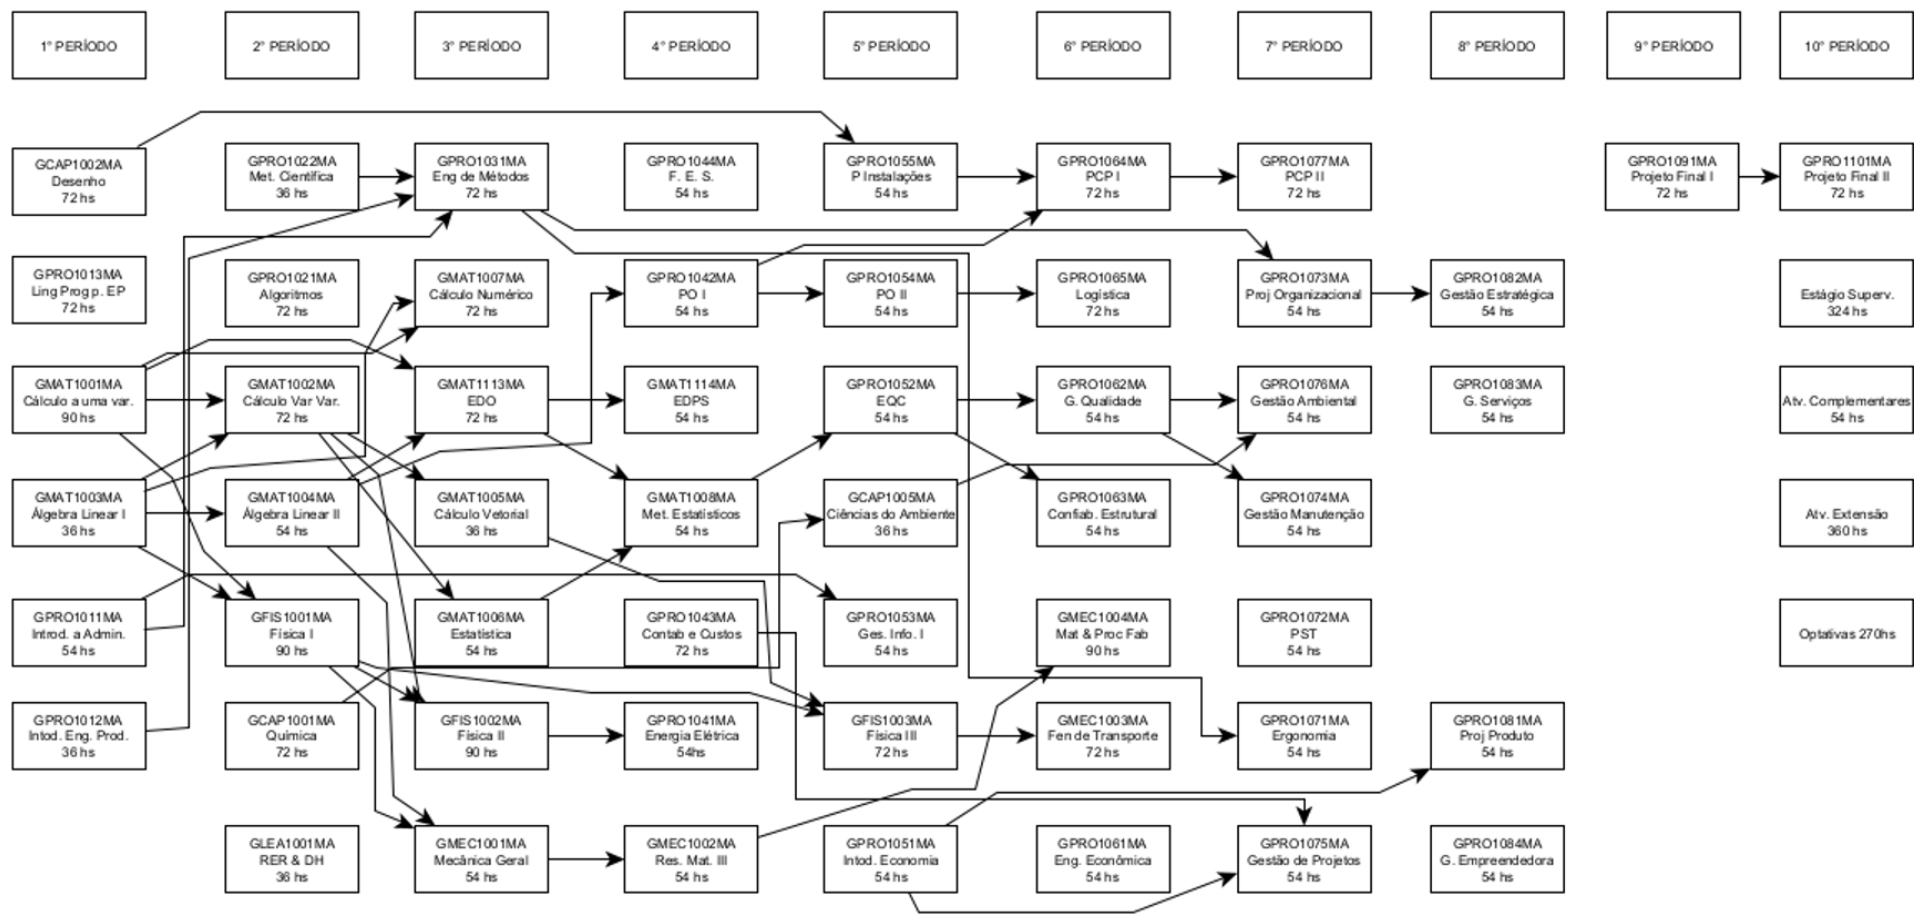 1° PERÍODO
2° PERÍODO
3° PERÍODO
4° PERÍODO
5° PERÍODO
6° PERÍODO
7° PERÍODO
8° PERÍODO
9° PERÍODO
10° PERÍODO
GCAP1002MA
Desenho
72 hs
GPRO1022MA
Met. Científica
36 hs
GPRO1031MA
Eng de Métodos
72 hs
GPRO1044MA
F. E. S.
54 hs
GPRO1055MA
P Instalações
54 hs
GPRO1064MA
PCP I
72 hs
GPRO1077MA
PCP II
72 hs
GPRO1091MA
Projeto Final I
72 hs
GPRO1101MA
Projeto Final II
72 hs
GPRO1013MA
Ling Prog p. EP
72 hs
GPRO1021MA
Algoritmos
72 hs
GMAT1007MA
Cálculo Numérico
72 hs
GPRO1042MA
PO I
54 hs
GPRO1054MA
PO II
54 hs
GPRO1065MA
Logística
72 hs
GPRO1073MA
Proj Organizacional
54 hs
GPRO1082MA
Gestão Estratégica
54 hs
Estágio Superv.
324 hs
GMAT1001MA
Cálculo a uma var.
90 hs
GMAT1002MA
Cálculo Var Var.
72 hs
GMAT1113MA
EDO
72 hs
GMAT1114MA
EDPS
54 hs
GPRO1052MA
EQC
54 hs
GPRO1062MA
G. Qualidade
54 hs
GPRO1076MA
Gestão Ambiental
54 hs
GPRO1083MA
G. Serviços
54 hs
Atv. Complementares
54 hs
GMAT1003MA
Álgebra Linear I
36 hs
GMAT1004MA
Álgebra Linear II
54 hs
GMAT1005MA
Cálculo Vetorial
36 hs
GMAT1008MA
Met. Estatísticos
54 hs
GCAP1005MA
Ciências do Ambiente
36 hs
GPRO1063MA
Confiab. Estrutural
54 hs
GPRO1074MA
Gestão Manutenção
54 hs
Atv. Extensão
360 hs
GPRO1011MA
Introd. a Admin.
54 hs
GFIS1001MA
Física I
90 hs
GMAT1006MA
Estatística
54 hs
GPRO1043MA
Contab e Custos
72 hs
GPRO1053MA
Ges. Info. I
54 hs
GMEC1004MA
Mat & Proc Fab
90 hs
GPRO1072MA
PST
54 hs
Optativas 270hs
GPRO1012MA
Intod. Eng. Prod.
36 hs
GCAP1001MA
Química
72 hs
GFIS1002MA
Física II
90 hs
GPRO1041MA
Energia Elétrica
54hs
GFIS1003MA
Física III
72 hs
GMEC1003MA
Fen de Transporte
72 hs
GPRO1071MA
Ergonomia
54 hs
GPRO1081MA
Proj Produto
54 hs
GLEA1001MA
RER & DH
36 hs
GMEC1001MA
Mecânica Geral
54 hs
GMEC1002MA
Res. Mat. III
54 hs
GPRO1051MA
Intod. Economia
54 hs
GPRO1061MA
Eng. Econômica
54 hs
GPRO1075MA
Gestão de Projetos
54 hs
GPRO1084MA
G. Empreendedora
54 hs